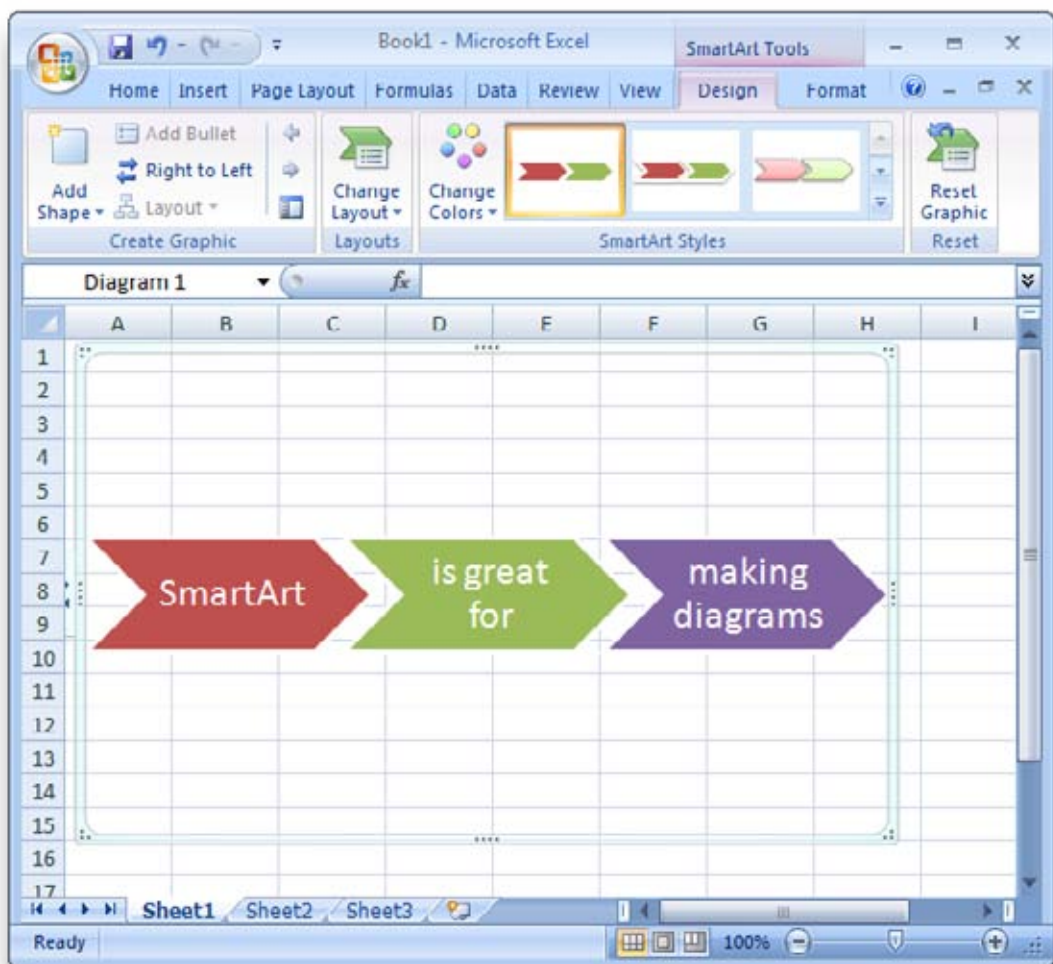 Book1 - Microsoft Excel
SmartArt Tools
Home Insert Page Layout Formulas Data Review View Design Format
Add Shape
Add Bullet
Right to Left
Layout
Create Graphic
Change Layout
Layouts
Change Colors
SmartArt Styles
Reset Graphic
Reset
Diagram 1
fx
A B C D E F G H I
1
2
3
4
5
6
7
8
9
10
11
12
13
14
15
16
17
SmartArt
is great
for
making
diagrams
Sheet1 Sheet2 Sheet3
Ready
100%